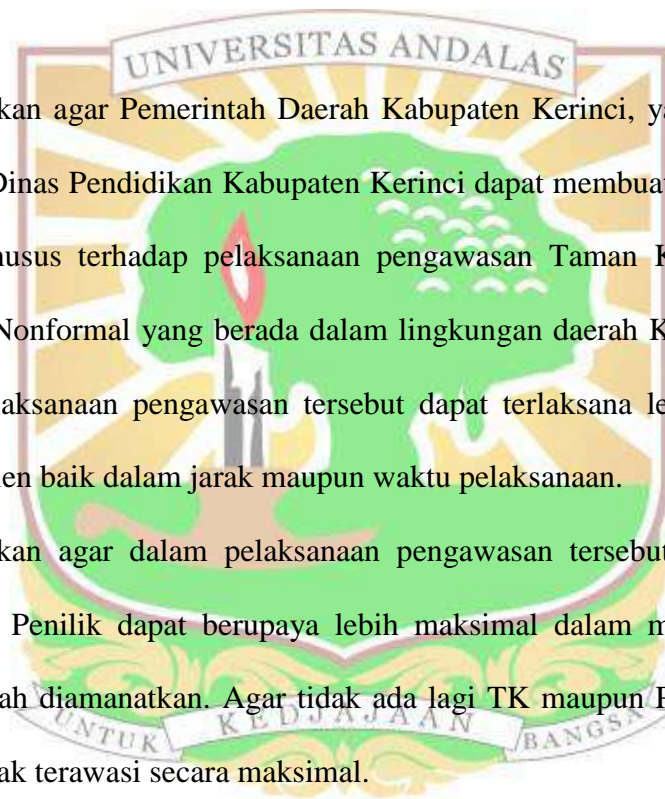 UNIVERSITAS ANDALAS
kan agar Pemerintah Daerah Kabupaten Kerinci, ya
Dinas Pendidikan Kabupaten Kerinci dapat membuat
usus terhadap pelaksanaan pengawasan Taman K
Nonformal yang berada dalam lingkungan daerah K
laksanaan pengawasan tersebut dapat terlaksana le
en baik dalam jarak maupun waktu pelaksanaan.
kan agar dalam pelaksanaan pengawasan tersebut
Penilik dapat berupaya lebih maksimal dalam m
ah diamanatkan. Agar tidak ada lagi TK maupun P
UNTUK KEDJAJAAN BANGSA
ak terawasi secara maksimal.